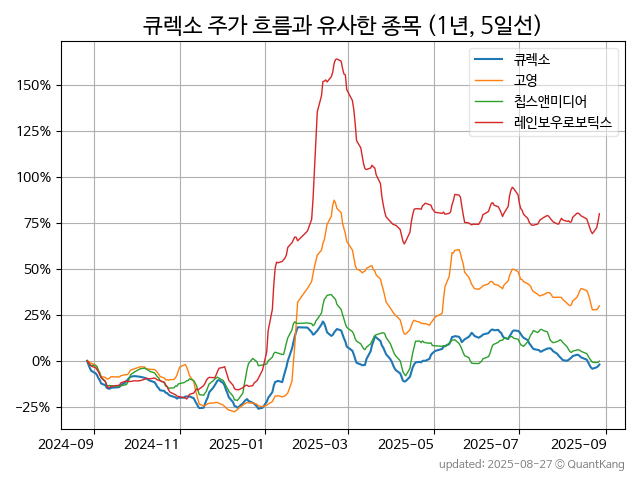 큐렉소 주가 흐름과 유사한 종목 (1년, 5일선)
큐렉소
고영
칩스앤미디어
레인보우로보틱스
150%
125%
100%
75%
50%
25%
0%
−25%
2024-09 2024-11 2025-01 2025-03 2025-05 2025-07 2025-09
updated: 2025-08-27 © QuantKang